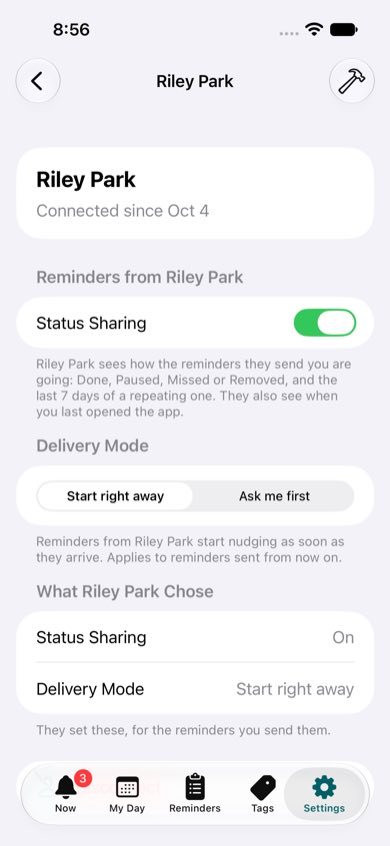 8:56
Riley Park
Riley Park
Connected since Oct 4
Reminders from Riley Park
Status Sharing
Riley Park sees how the reminders they send you are
going: Done, Paused, Missed or Removed, and the
last 7 days of a repeating one. They also see when
you last opened the app.
Delivery Mode
Start right away
Ask me first
Reminders from Riley Park start nudging as soon as
they arrive. Applies to reminders sent from now on.
What Riley Park Chose
Status Sharing
On
Delivery Mode
Start right away
They set these, for the reminders you send them.
3
Now
My Day
Reminders
Tags
Settings